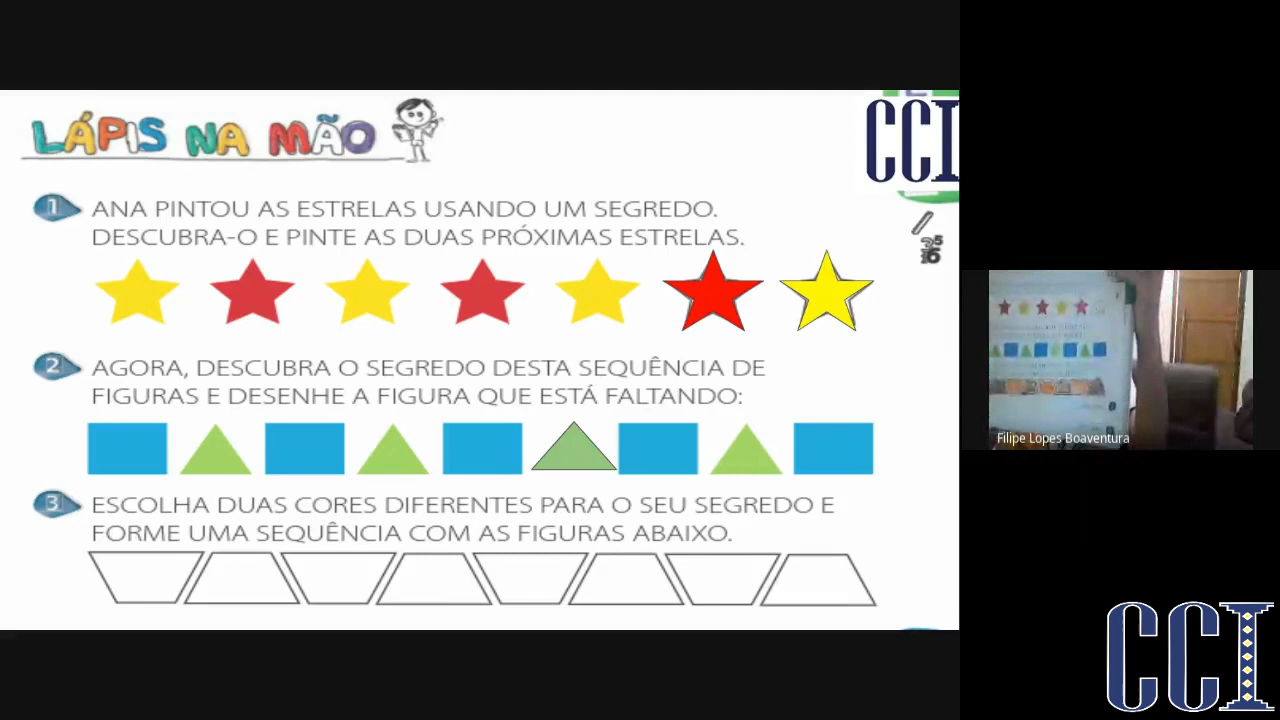 LÁPIS NA MÃO
CCI
1 ANA PINTOU AS ESTRELAS USANDO UM SEGREDO.
DESCUBRA-O E PINTE AS DUAS PRÓXIMAS ESTRELAS.
2 AGORA, DESCUBRA O SEGREDO DESTA SEQUÊNCIA DE
FIGURAS E DESENHE A FIGURA QUE ESTÁ FALTANDO:
3 ESCOLHA DUAS CORES DIFERENTES PARA O SEU SEGREDO E
FORME UMA SEQUÊNCIA COM AS FIGURAS ABAIXO.
Filipe Lopes Boaventura
CCI